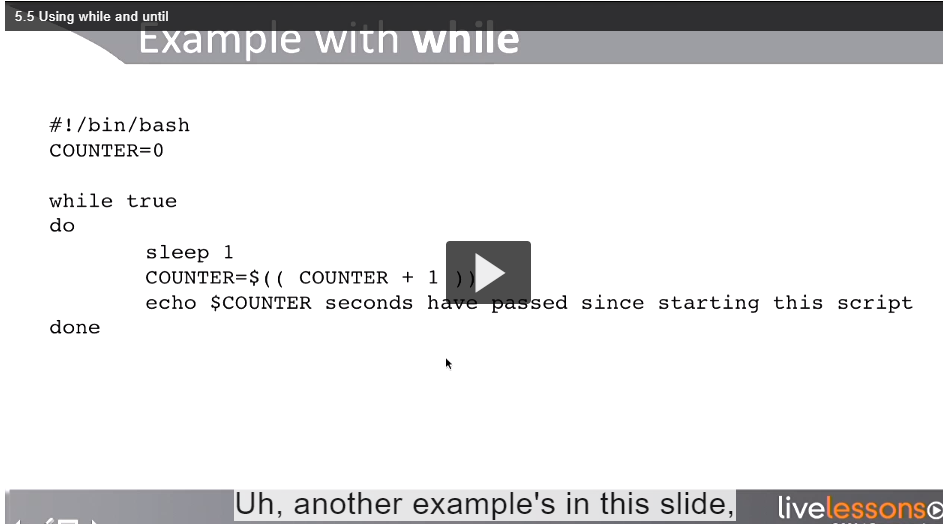 5.5 Using while and until
Example with while
#!/bin/bash
COUNTER=0
while true
do
sleep 1
COUNTER=$(( COUNTER + 1 ))
echo $COUNTER seconds have passed since starting this script
done
Uh, another example's in this slide,
livelessons